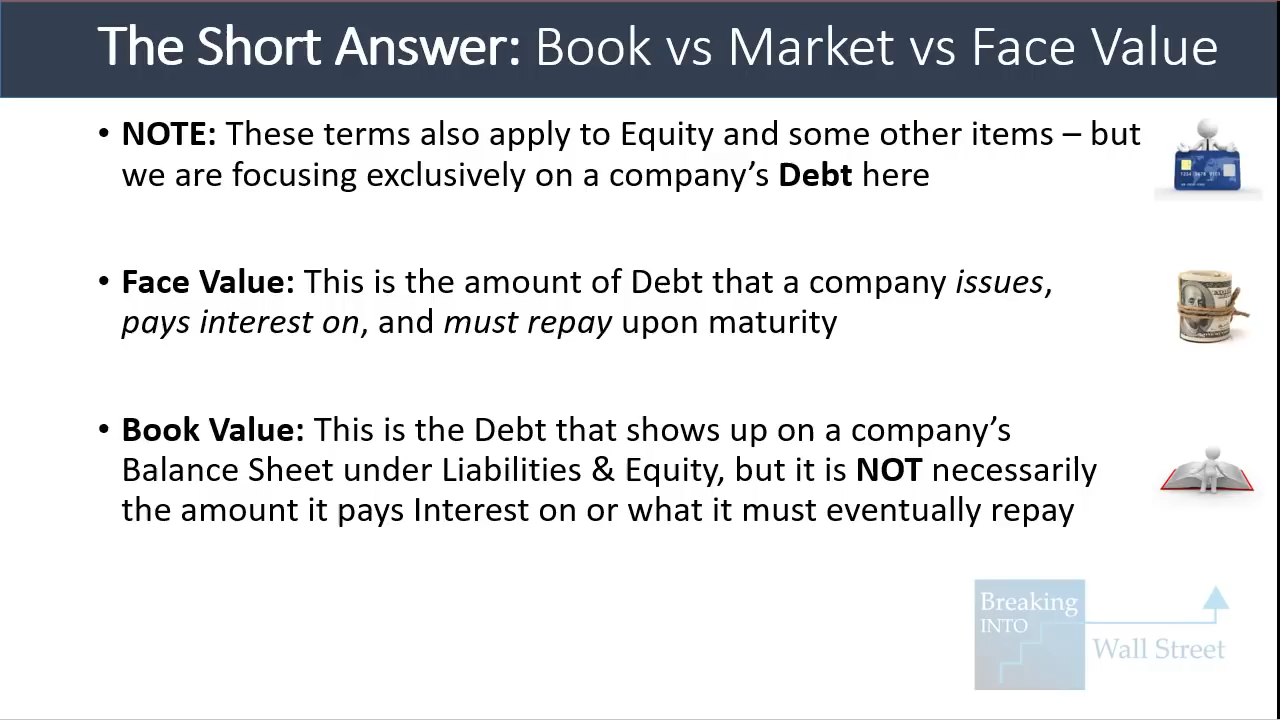 The Short Answer: Book vs Market vs Face Value
• NOTE: These terms also apply to Equity and some other items – but
we are focusing exclusively on a company's Debt here
• Face Value: This is the amount of Debt that a company issues,
pays interest on, and must repay upon maturity
• Book Value: This is the Debt that shows up on a company's
Balance Sheet under Liabilities & Equity, but it is NOT necessarily
the amount it pays Interest on or what it must eventually repay
Breaking
INTO
Wall Street